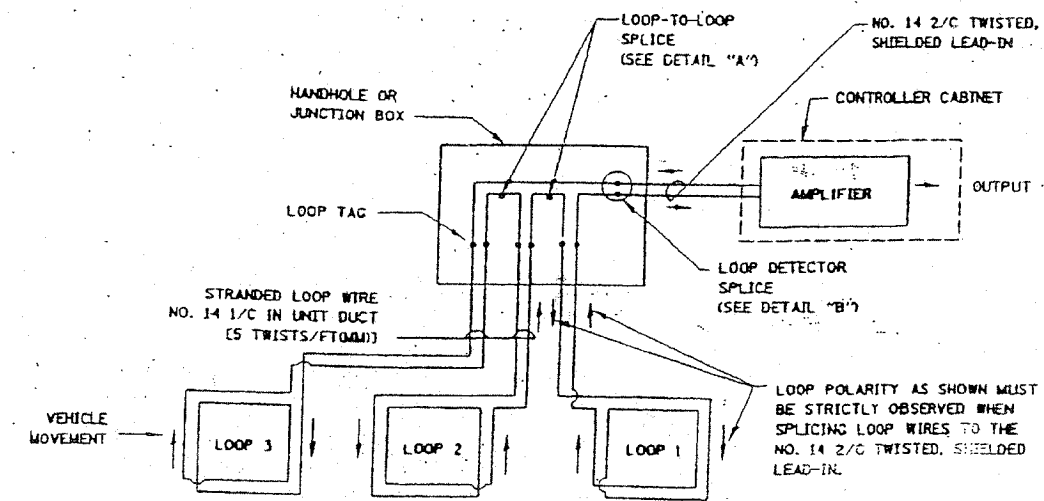 LOOP-TO-LOOP
SPLICE
(SEE DETAIL "A")
NO. 14 2/C TWISTED,
SHIELDED LEAD-IN
HANDHOLE OR
JUNCTION BOX
CONTROLLER CABINET
AMPLIFIER
OUTPUT
LOOP TAG
LOOP DETECTOR
SPLICE
(SEE DETAIL "B")
STRANDED LOOP WIRE
NO. 14 1/C IN UNIT DUCT
[5 TWISTS/FT(MM)]
LOOP POLARITY AS SHOWN MUST
BE STRICTLY OBSERVED WHEN
SPLICING LOOP WIRES TO THE
NO. 14 2/C TWISTED, SHIELDED
LEAD-IN.
VEHICLE
MOVEMENT
LOOP 3
LOOP 2
LOOP 1